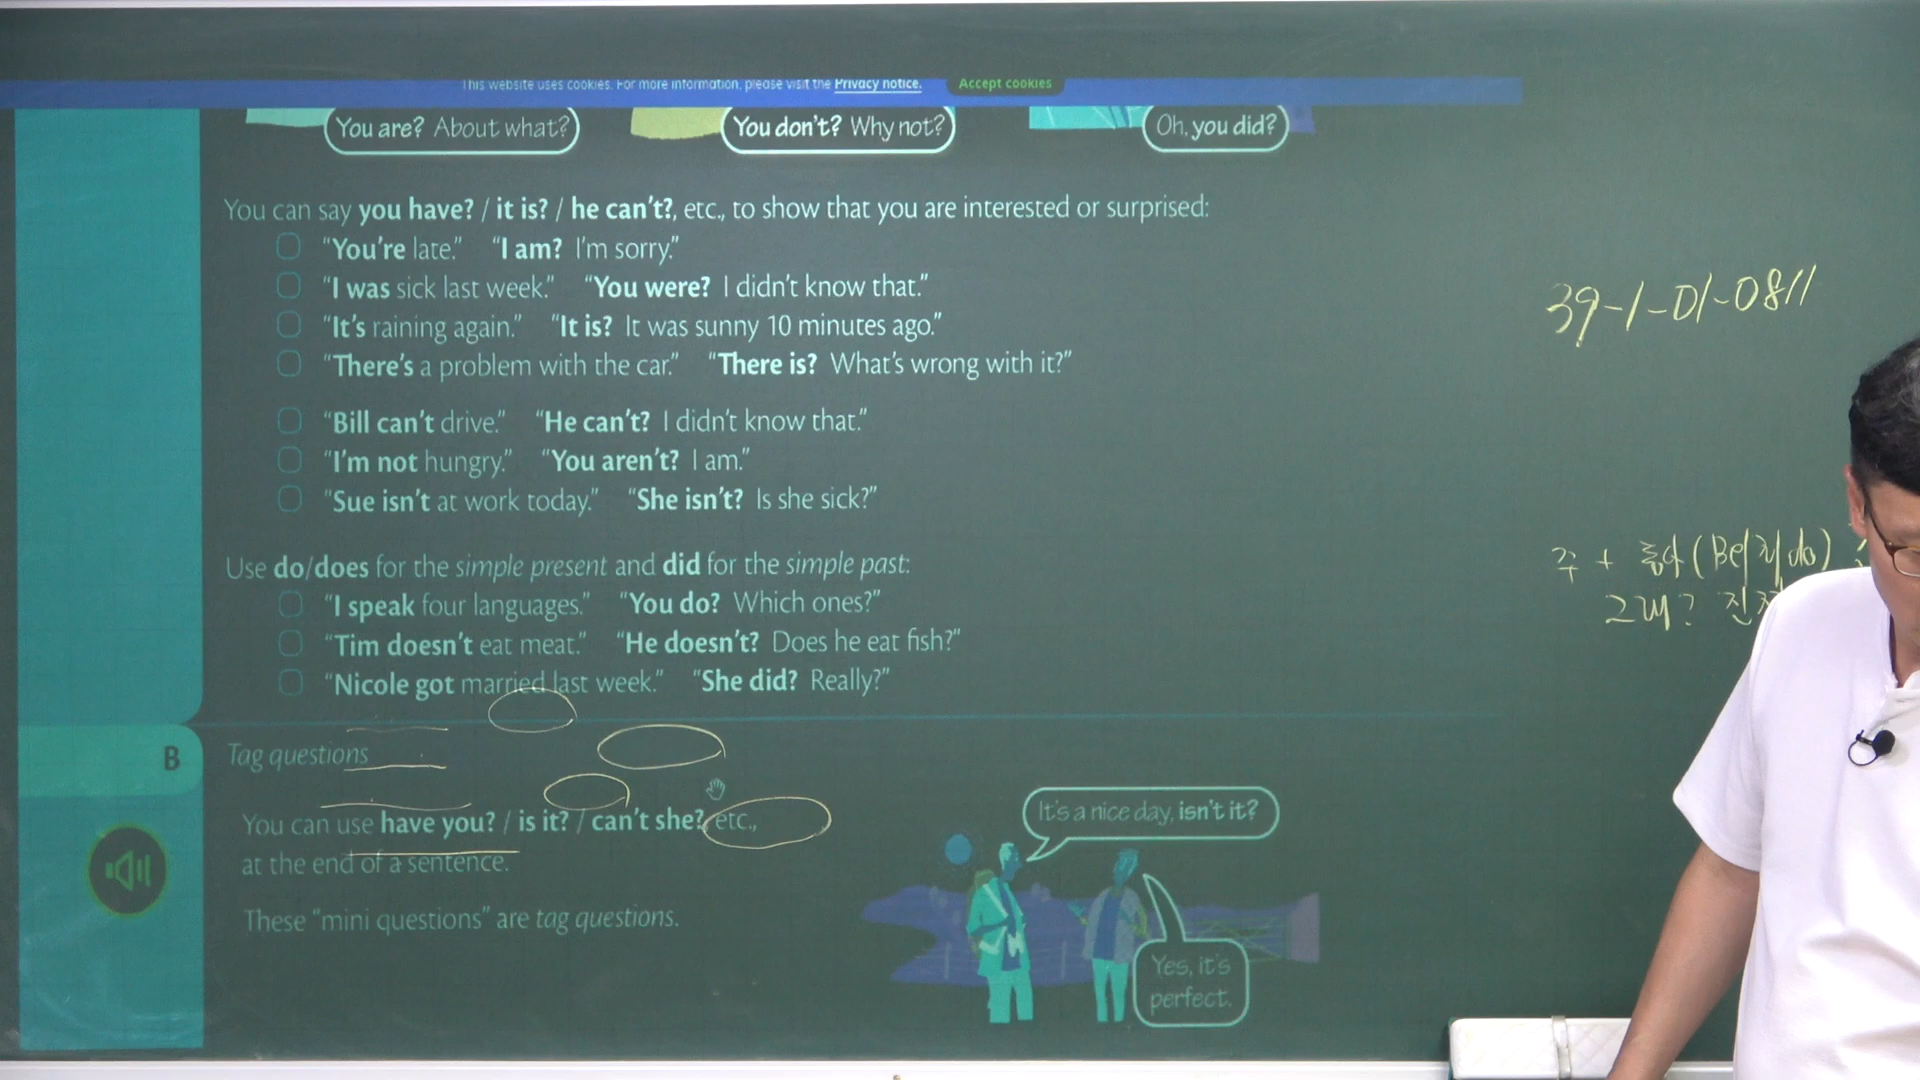 This website uses cookies. For more information, please visit the Privacy notice. Accept cookies
You are? About what?
You don't? Why not?
Oh, you did?
You can say you have? / it is? / he can't?, etc., to show that you are interested or surprised:
"You're late." "I am? I'm sorry."
"I was sick last week." "You were? I didn't know that."
"It's raining again." "It is? It was sunny 10 minutes ago."
"There's a problem with the car." "There is? What's wrong with it?"
"Bill can't drive." "He can't? I didn't know that."
"I'm not hungry." "You aren't? I am."
"Sue isn't at work today." "She isn't? Is she sick?"
Use do/does for the simple present and did for the simple past:
"I speak four languages." "You do? Which ones?"
"Tim doesn't eat meat." "He doesn't? Does he eat fish?"
"Nicole got married last week." "She did? Really?"
B Tag questions
You can use have you? / is it? / can't she?, etc.,
at the end of a sentence.
These "mini questions" are tag questions.
It's a nice day, isn't it?
Yes, it's
perfect.
39-1-01-0811
주 + 동사 (Be/조/do)
그래?